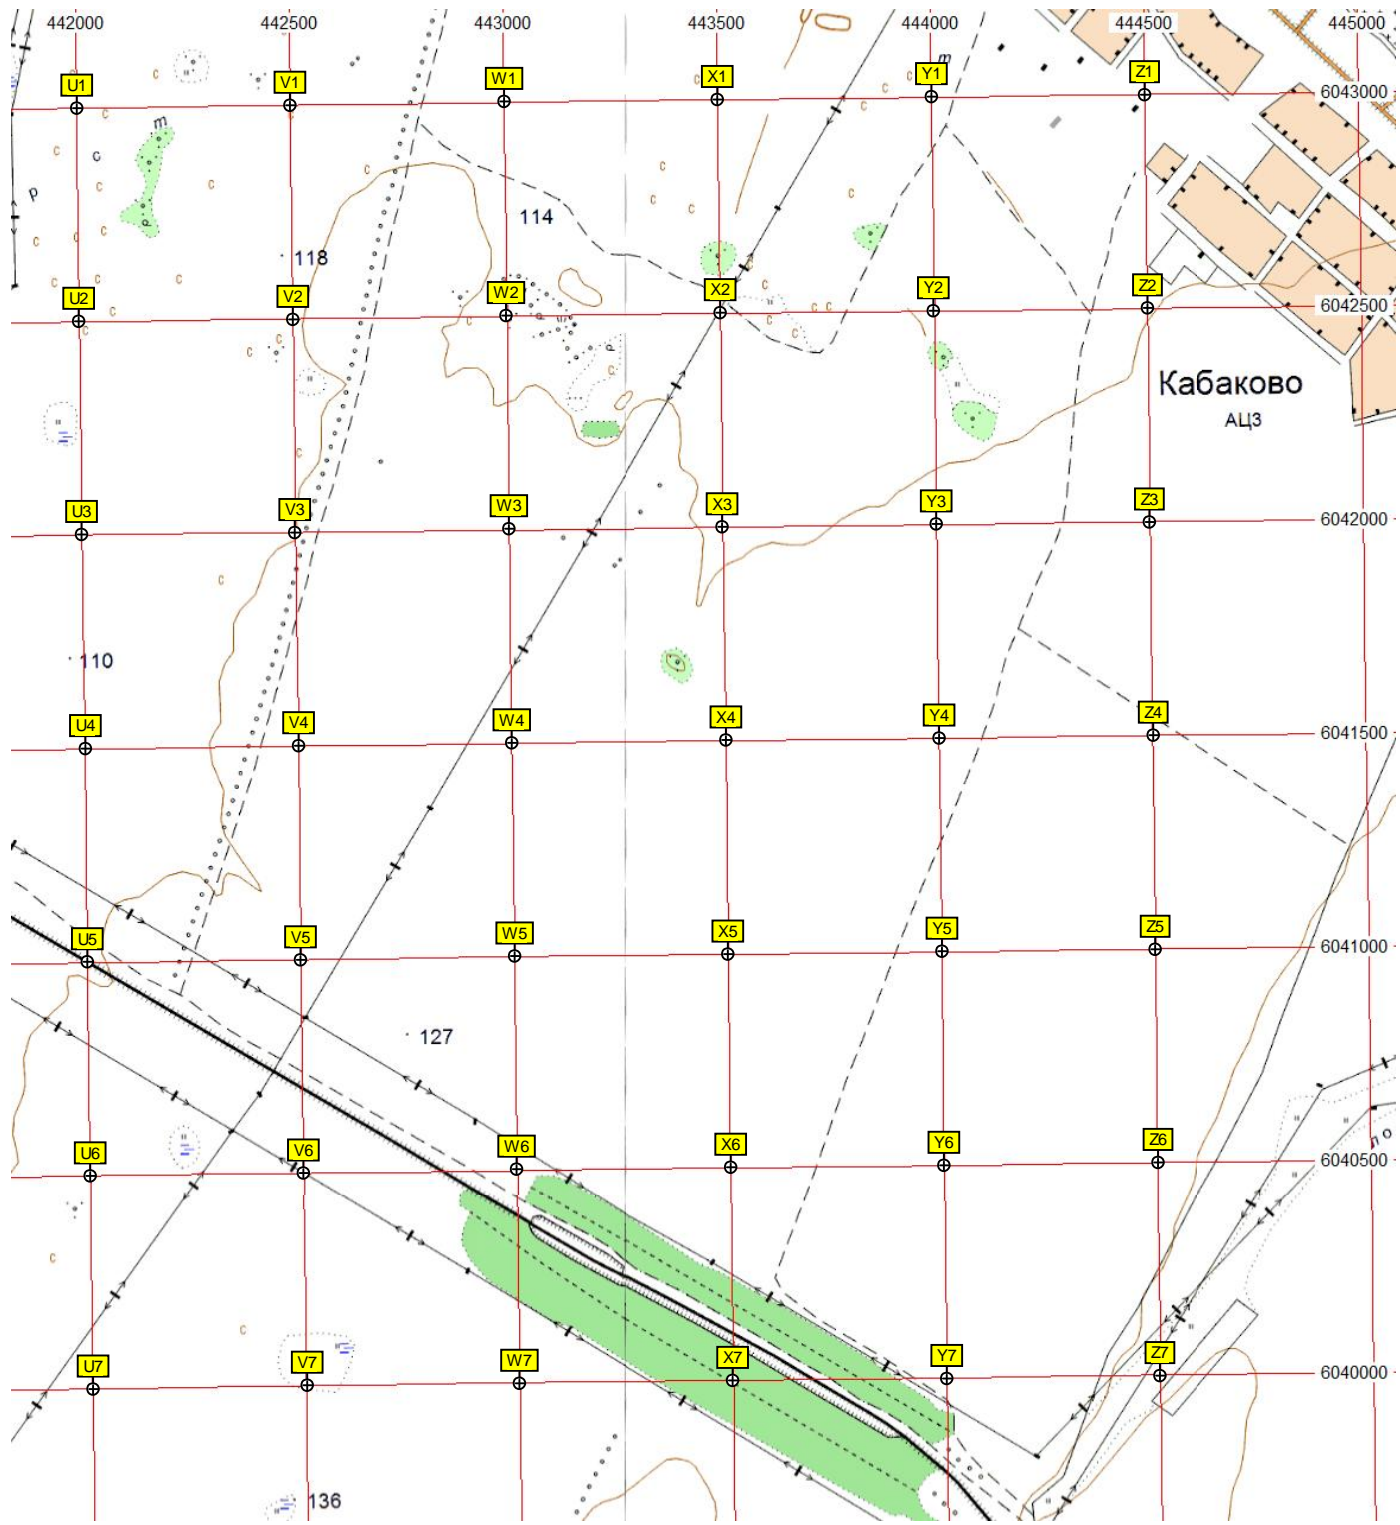 442000 442500 443000 443500 444000 444500 445000
U1 V1 W1 X1 Y1 Z1
6043000
с с с с с с с с т
т
с с
р
с с с с с
114
118
U2 V2 W2 X2 Y2 Z2
6042500
Кабаково
АЦЗ
U3 V3 W3 X3 Y3 Z3
6042000
с
110
U4 V4 W4 X4 Y4 Z4
6041500
U5 V5 W5 X5 Y5 Z5
6041000
127
по
U6 V6 W6 X6 Y6 Z6
6040500
с
с
U7 V7 W7 X7 Y7 Z7
6040000
136